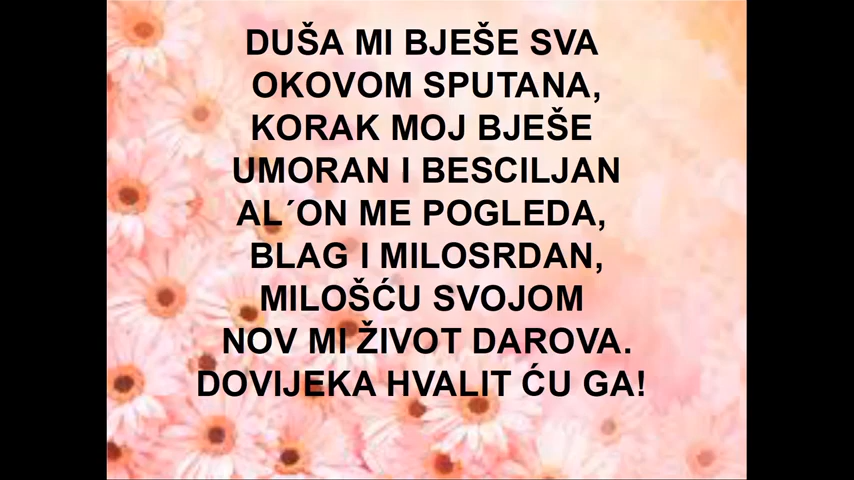 DUŠA MI BJEŠE SVA
OKOVOM SPUTANA,
KORAK MOJ BJEŠE
UMORAN I BESCILJAN
AL´ON ME POGLEDA,
BLAG I MILOSRDAN,
MILOŠĆU SVOJOM
NOV MI ŽIVOT DAROVA.
DOVIJEKA HVALIT ĆU GA!